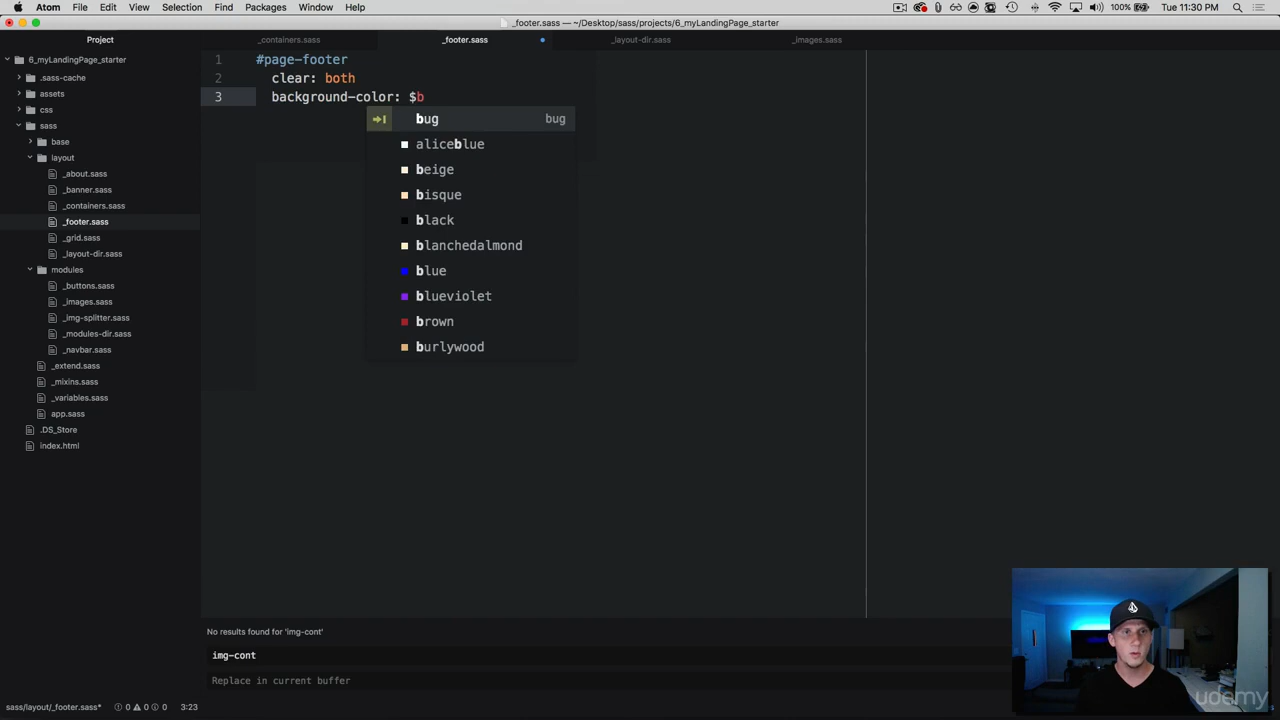 Atom File Edit View Selection Find Packages Window Help
100% Tue 11:30 PM
_footer.sass — ~/Desktop/sass/projects/6_myLandingPage_starter
Project
_containers.sass
_footer.sass
_layout-dir.sass
_images.sass
6_myLandingPage_starter
.sass-cache
assets
css
sass
base
layout
_about.sass
_banner.sass
_containers.sass
_footer.sass
_grid.sass
_layout-dir.sass
modules
_buttons.sass
_images.sass
_img-splitter.sass
_modules-dir.sass
_navbar.sass
_extend.sass
_mixins.sass
_variables.sass
app.sass
.DS_Store
index.html
1 #page-footer
2 clear: both
3 background-color: $b
bug bug
aliceblue
beige
bisque
black
blanchedalmond
blue
blueviolet
brown
burlywood
No results found for 'img-cont'
img-cont
Replace in current buffer
sass/layout/_footer.sass* 0 0 0 3:23
udemy